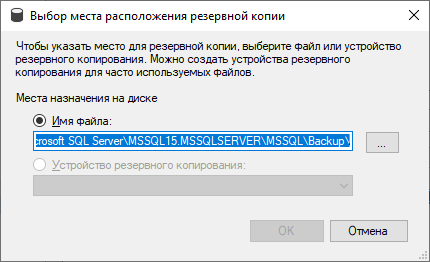 Выбор места расположения резервной копии
Чтобы указать место для резервной копии, выберите файл или устройство
резервного копирования. Можно создать устройства резервного
копирования для часто используемых файлов.
Места назначения на диске
Имя файла:
crosoft SQL Server\MSSQL15.MSSQLSERVER\MSSQL\Backup\
...
Устройство резервного копирования:
OK
Отмена